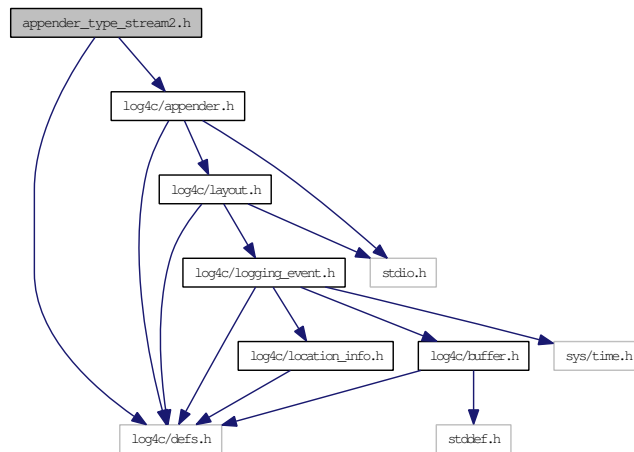 appender_type_stream2.h
log4c/appender.h
log4c/layout.h
log4c/logging_event.h
stdio.h
log4c/location_info.h
log4c/buffer.h
sys/time.h
log4c/defs.h
stddef.h